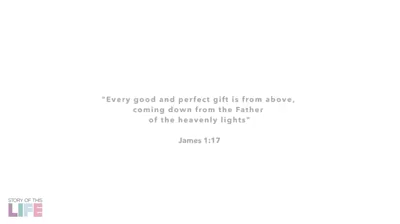 "Every good and perfect gift is from above,
coming down from the Father
of the heavenly lights"
James 1:17
STORY OF THIS
LIFE